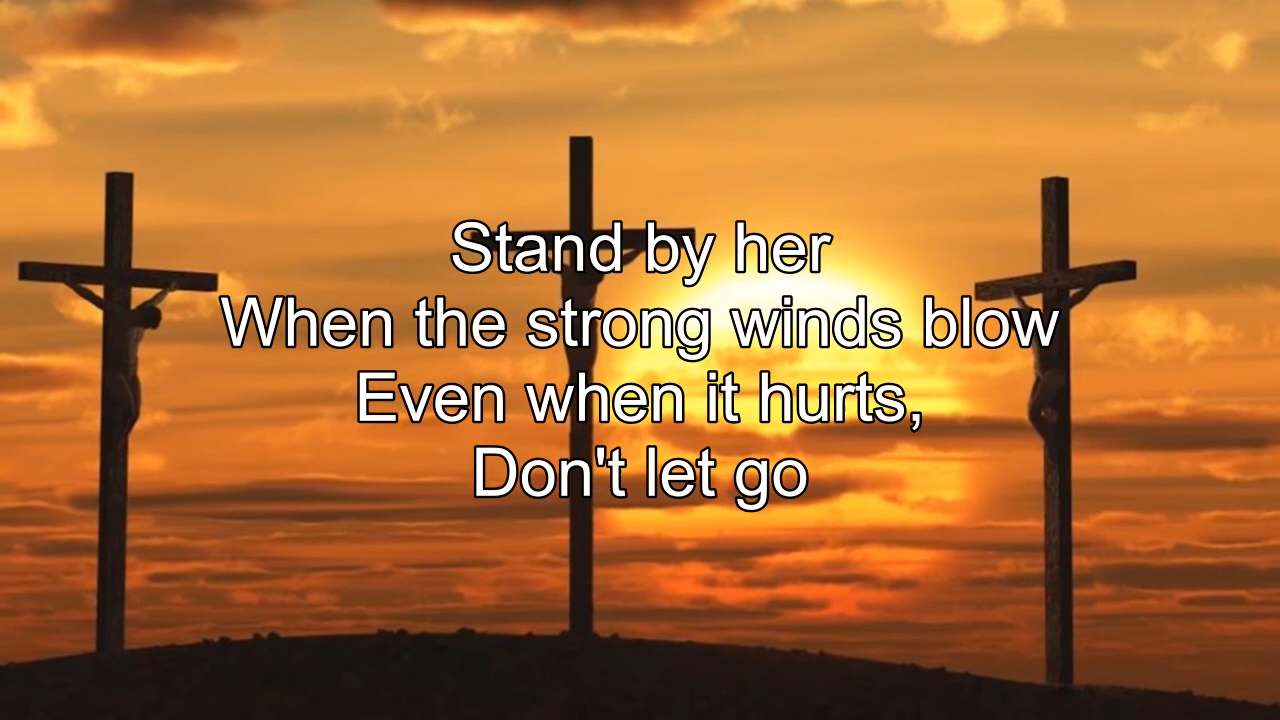 Stand by her
When the strong winds blow
Even when it hurts,
Don't let go